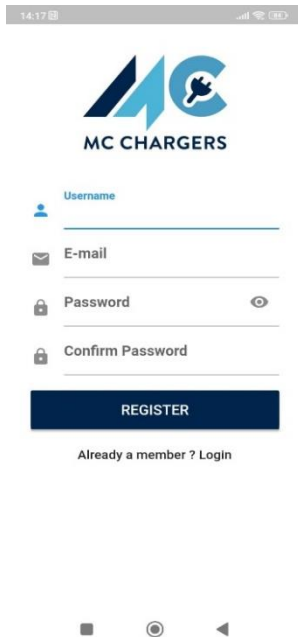 14:17
MC CHARGERS
Username
E-mail
Password
Confirm Password
REGISTER
Already a member ? Login